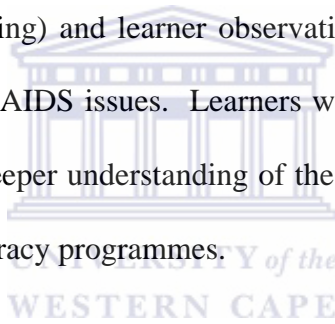 ing) and learner observati
AIDS issues. Learners w
eeper understanding of the
racy programmes.
UNIVERSITY of the
WESTERN CAPE